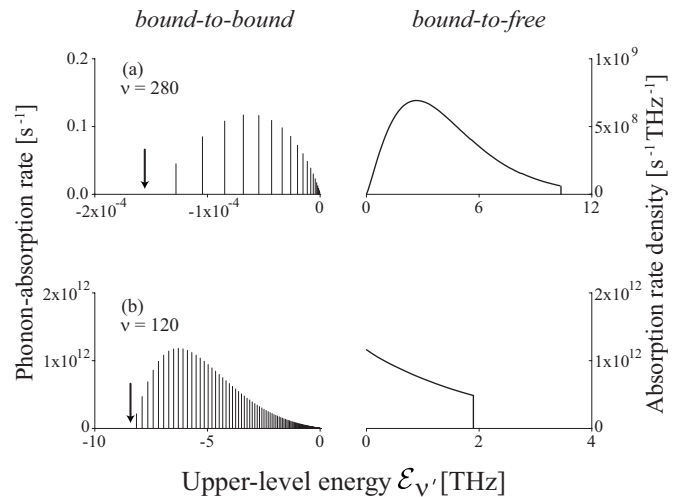 bound-to-bound bound-to-free
Phonon-absorption rate [s⁻¹]
Absorption rate density [s⁻¹ THz⁻¹]
(a)
ν = 280
0.2
0.1
0.0
-2x10⁻⁴ -1x10⁻⁴ 0
1x10⁹
5x10⁸
0
0 6 12
(b)
ν = 120
2x10¹²
1x10¹²
0
-10 -5 0
2x10¹²
1x10¹²
0
0 2 4
Upper-level energy ℰν′ [THz]